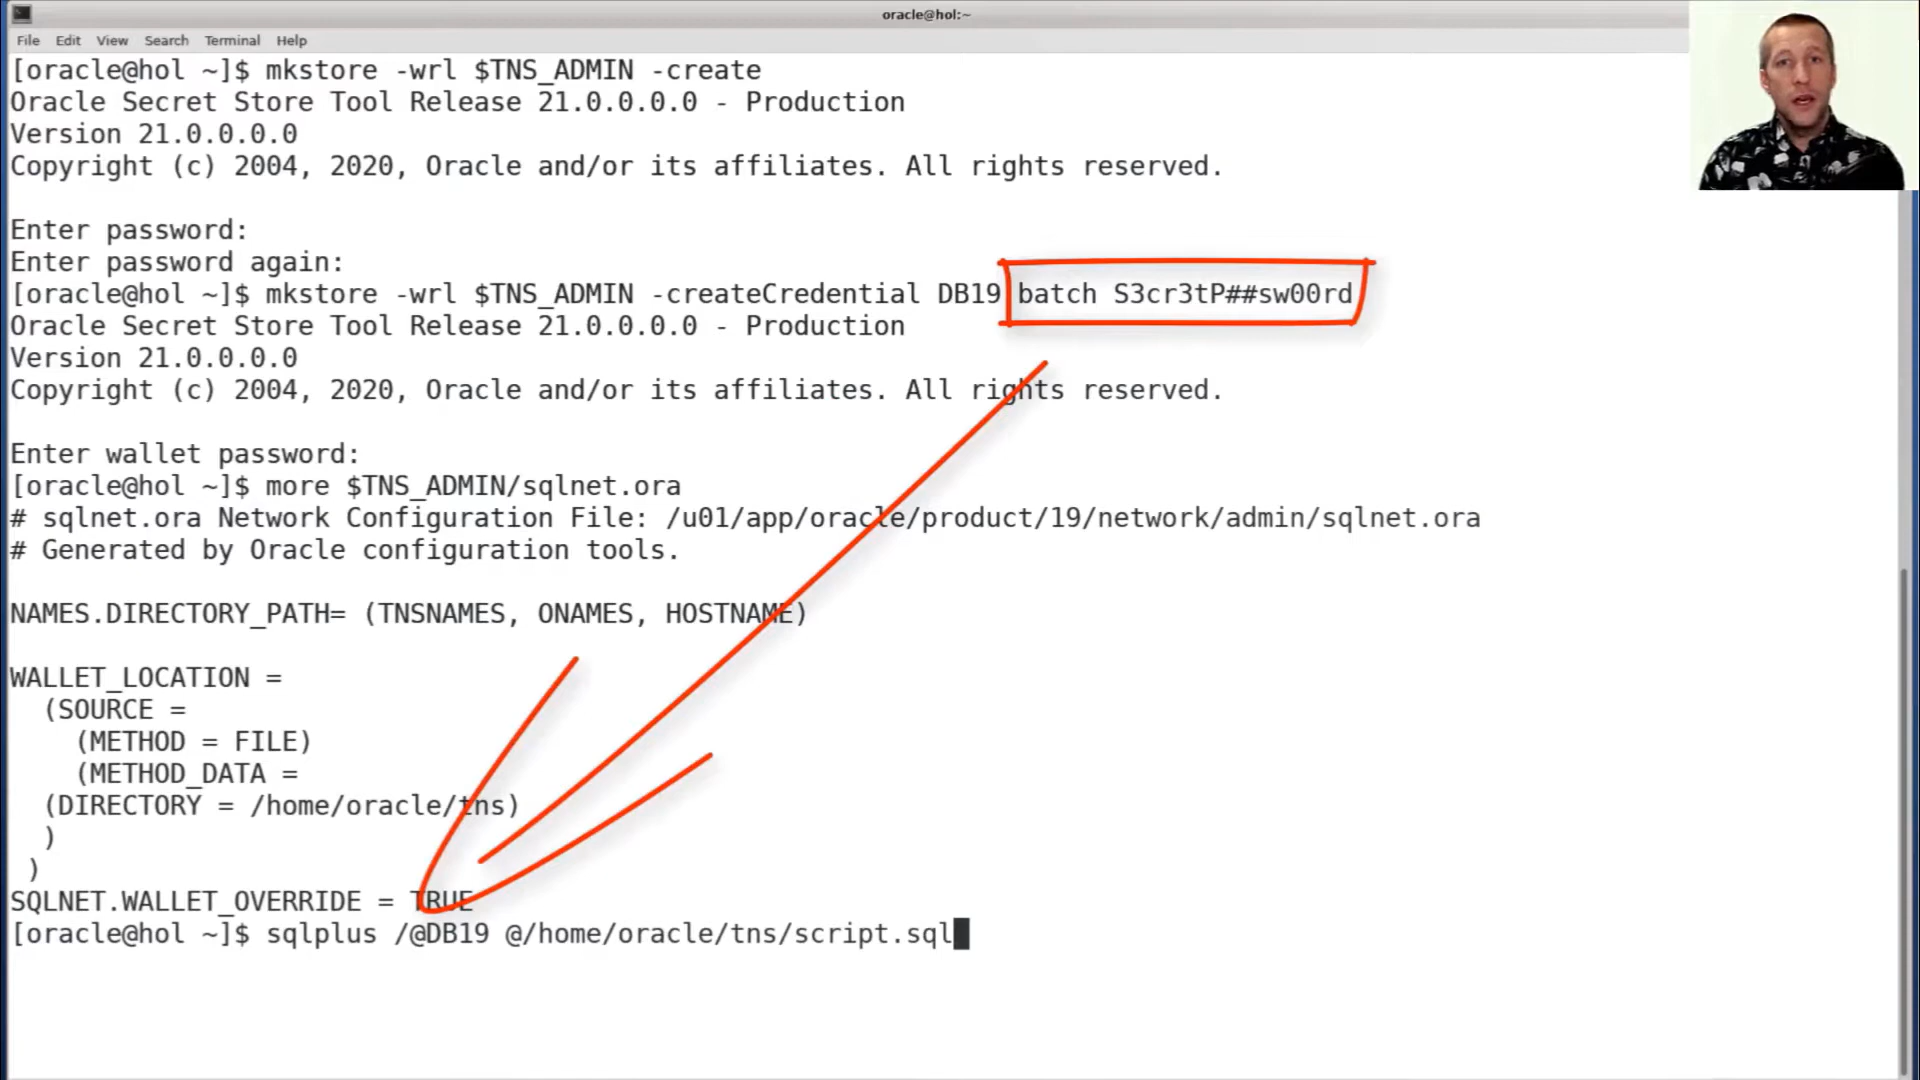 oracle@hol:~
File Edit View Search Terminal Help
[oracle@hol ~]$ mkstore -wrl $TNS_ADMIN -create
Oracle Secret Store Tool Release 21.0.0.0.0 - Production
Version 21.0.0.0.0
Copyright (c) 2004, 2020, Oracle and/or its affiliates. All rights reserved.
Enter password:
Enter password again:
[oracle@hol ~]$ mkstore -wrl $TNS_ADMIN -createCredential DB19 batch S3cr3tP##sw00rd
Oracle Secret Store Tool Release 21.0.0.0.0 - Production
Version 21.0.0.0.0
Copyright (c) 2004, 2020, Oracle and/or its affiliates. All rights reserved.
Enter wallet password:
[oracle@hol ~]$ more $TNS_ADMIN/sqlnet.ora
# sqlnet.ora Network Configuration File: /u01/app/oracle/product/19/network/admin/sqlnet.ora
# Generated by Oracle configuration tools.
NAMES.DIRECTORY_PATH= (TNSNAMES, ONAMES, HOSTNAME)
WALLET_LOCATION =
(SOURCE =
(METHOD = FILE)
(METHOD_DATA =
(DIRECTORY = /home/oracle/tns)
)
)
SQLNET.WALLET_OVERRIDE = TRUE
[oracle@hol ~]$ sqlplus /@DB19 @/home/oracle/tns/script.sql